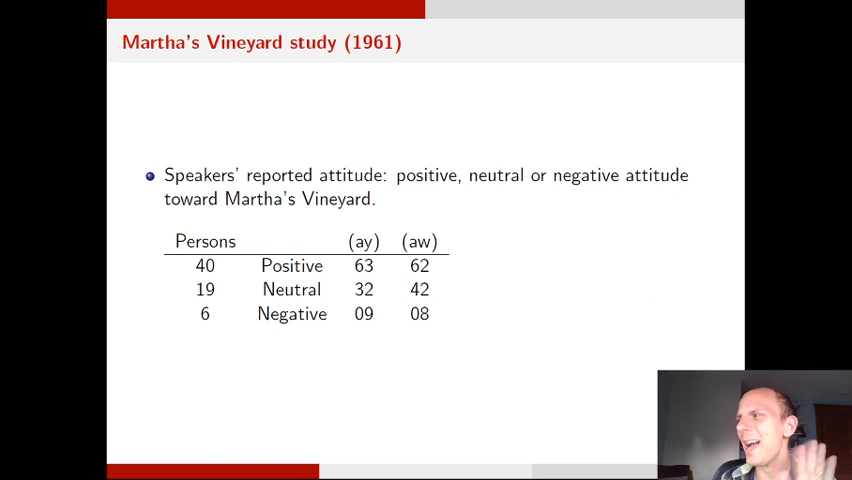 Martha's Vineyard study (1961)
Speakers' reported attitude: positive, neutral or negative attitude
toward Martha's Vineyard.
Persons (ay) (aw)
40 Positive 63 62
19 Neutral 32 42
6 Negative 09 08